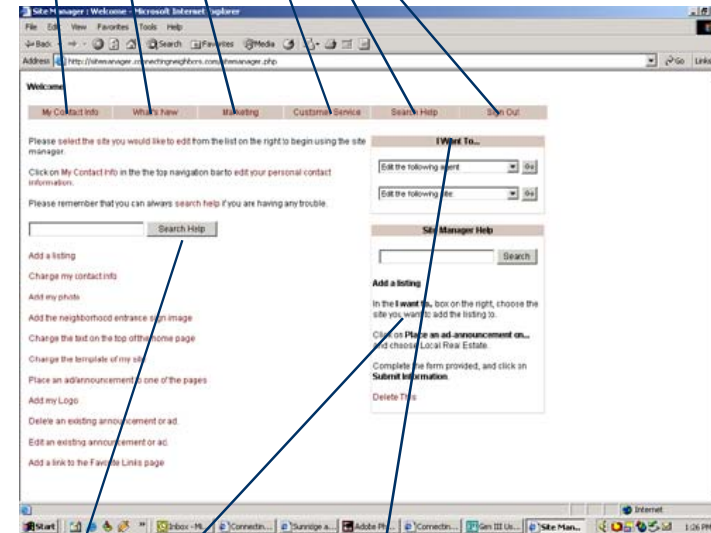 Site Manager : Welcome - Microsoft Internet Explorer
File Edit View Favorites Tools Help
Back Search Favorites Media
Address http://sitemanager.connectingneighbors.com/sitemanager.php Go Links
Welcome
My Contact Info What's New Marketing Customer Service Search Help Sign Out
Please select the site you would like to edit from the list on the right to begin using the site
manager.
Click on My Contact Info in the the top navigation bar to edit your personal contact
information.
Please remember that you can always search help if you are having any trouble.
Search Help
Add a listing
Change my contact info
Add my photo
Add the neighborhood entrance sign image
Change the text on the top of the home page
Change the template of my site
Place an ad/announcement to one of the pages
Add my Logo
Delete an existing announcement or ad.
Edit an existing announcement or ad.
Add a link to the Favorite Links page
I Want To...
Edit the following agent Go
Edit the following site Go
Site Manager Help
Search
Add a listing
In the I want to.. box on the right, choose the
site you want to add the listing to.
Click on Place an ad-announcement on...
and choose Local Real Estate.
Complete the form provided, and click on
Submit Information.
Delete This
Internet
Start Inbox - Connectin... Sunrise a... Adobe Ph... Connectin... Gen III Us... Site Man... 1:26 PM